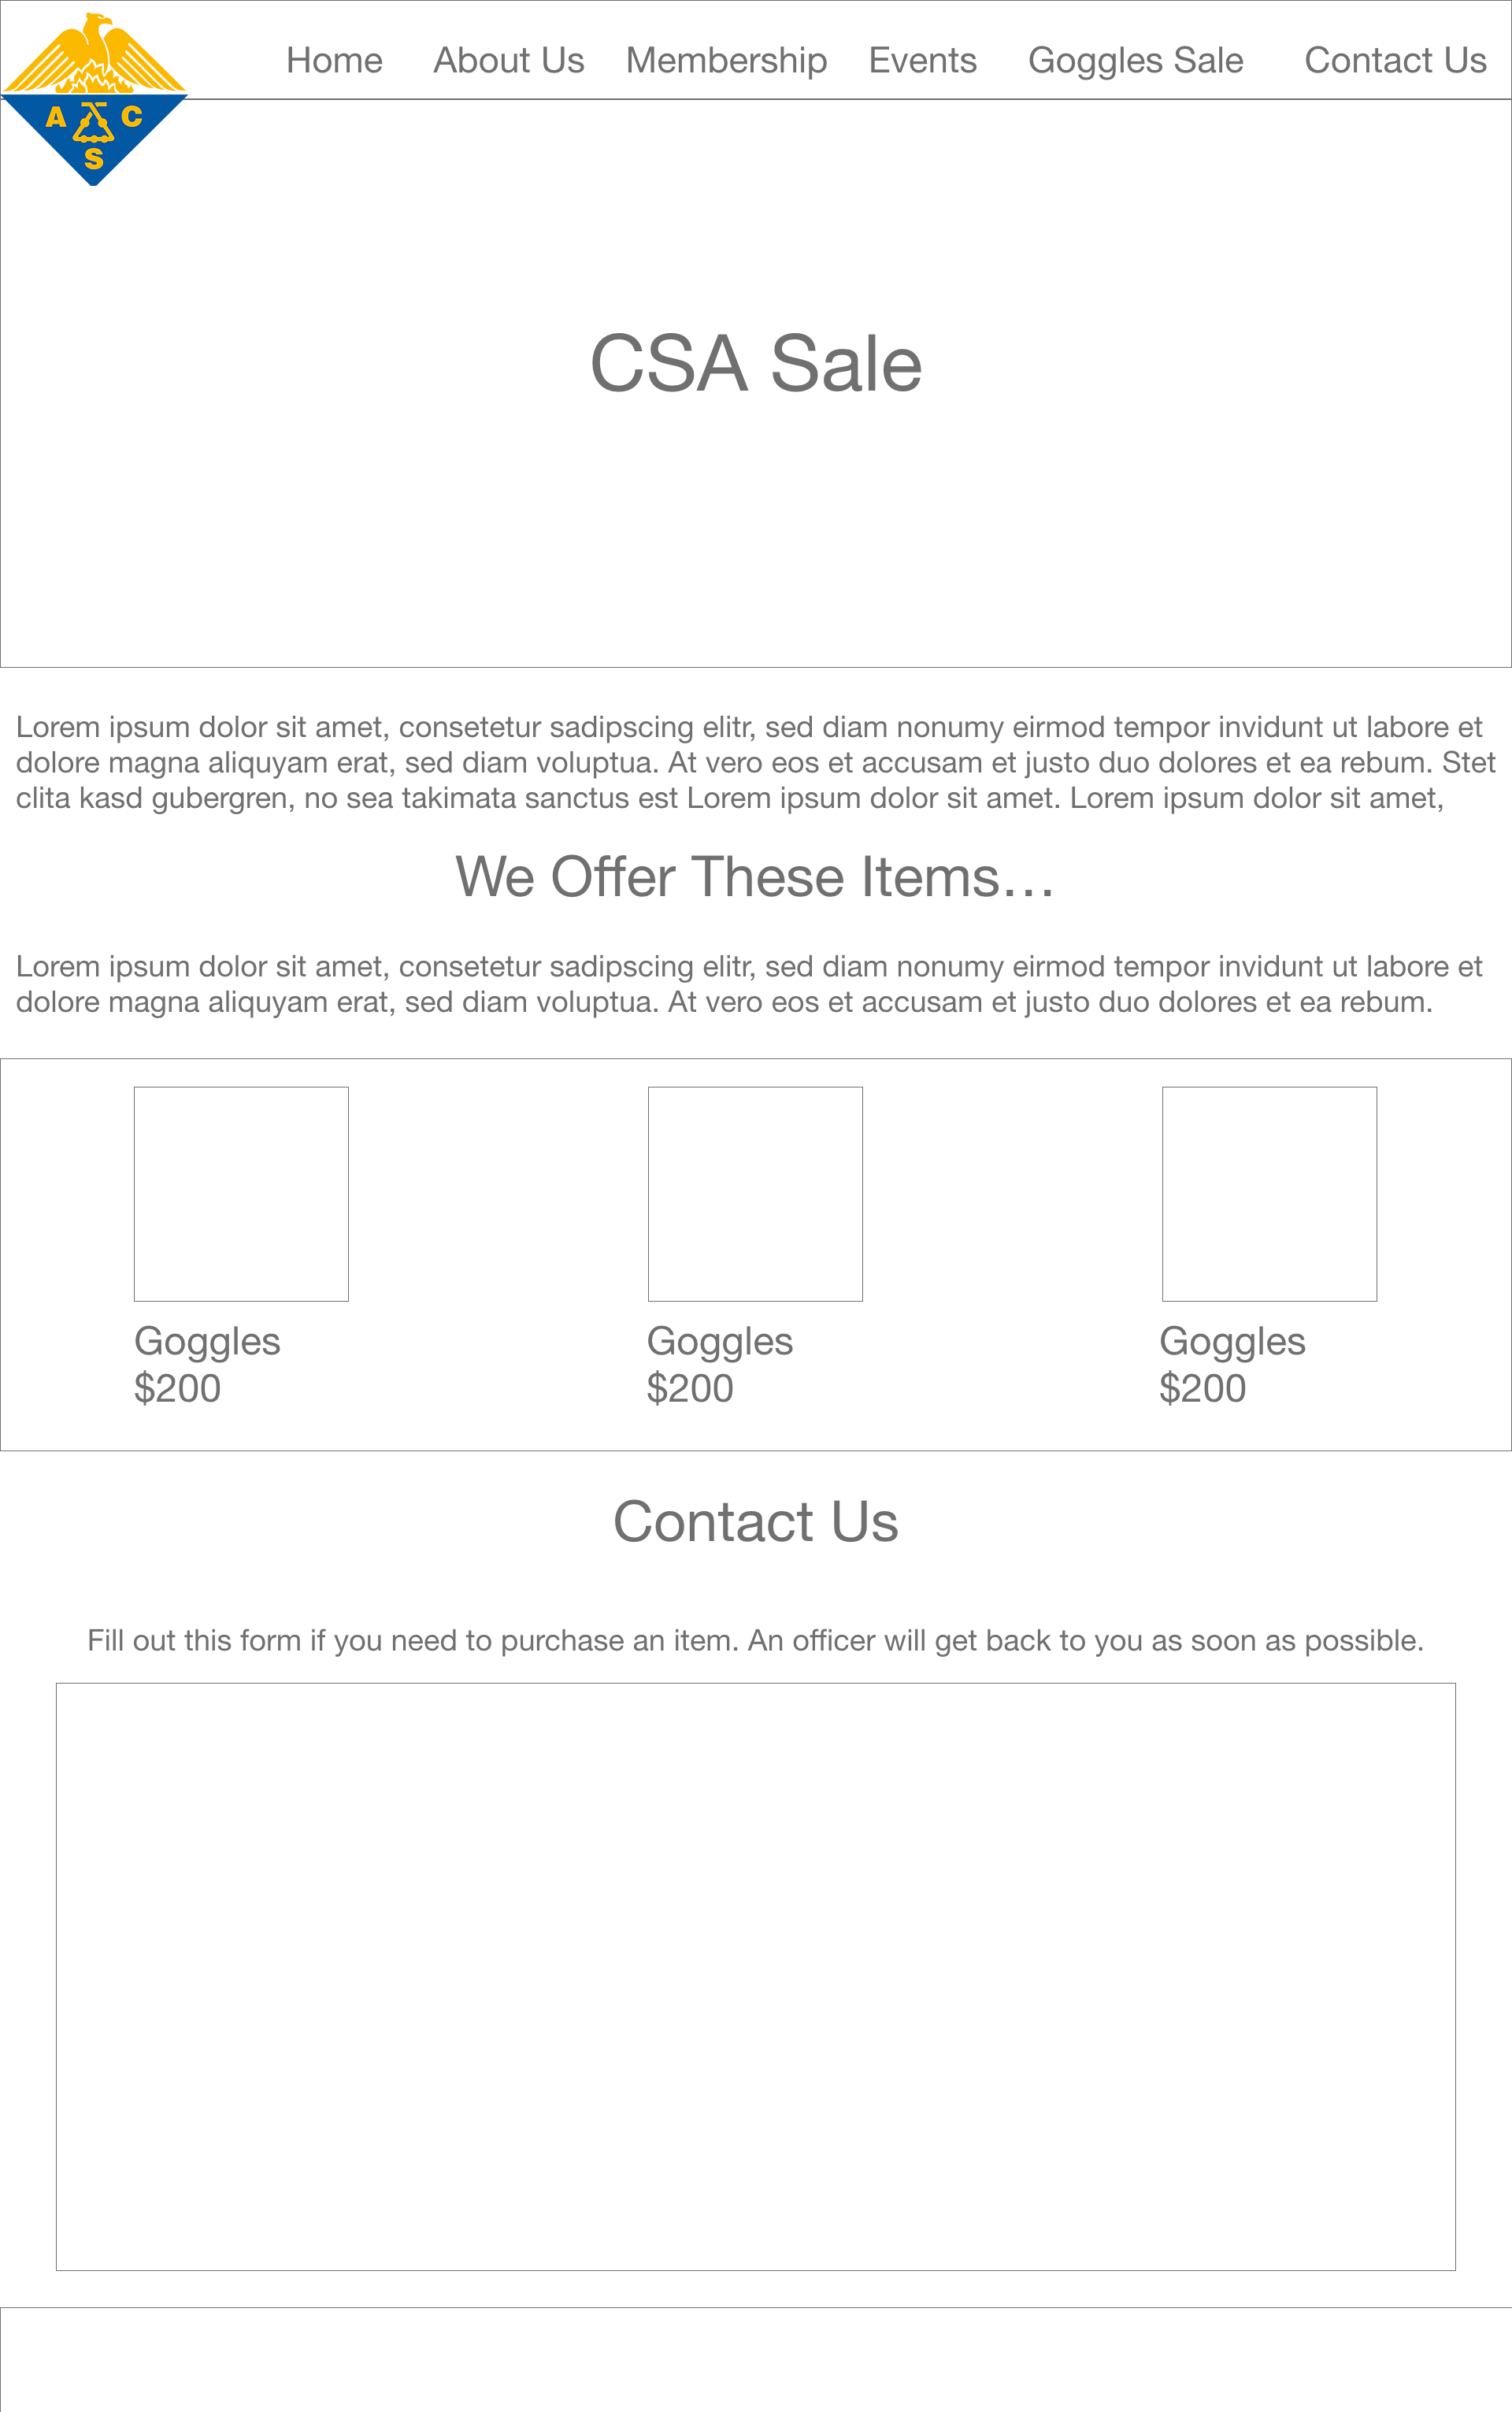 Home About Us Membership Events Goggles Sale Contact Us
A C
S
CSA Sale
Lorem ipsum dolor sit amet, consetetur sadipscing elitr, sed diam nonumy eirmod tempor invidunt ut labore et
dolore magna aliquyam erat, sed diam voluptua. At vero eos et accusam et justo duo dolores et ea rebum. Stet
clita kasd gubergren, no sea takimata sanctus est Lorem ipsum dolor sit amet. Lorem ipsum dolor sit amet,
We Offer These Items…
Lorem ipsum dolor sit amet, consetetur sadipscing elitr, sed diam nonumy eirmod tempor invidunt ut labore et
dolore magna aliquyam erat, sed diam voluptua. At vero eos et accusam et justo duo dolores et ea rebum.
Goggles
$200
Goggles
$200
Goggles
$200
Contact Us
Fill out this form if you need to purchase an item. An officer will get back to you as soon as possible.